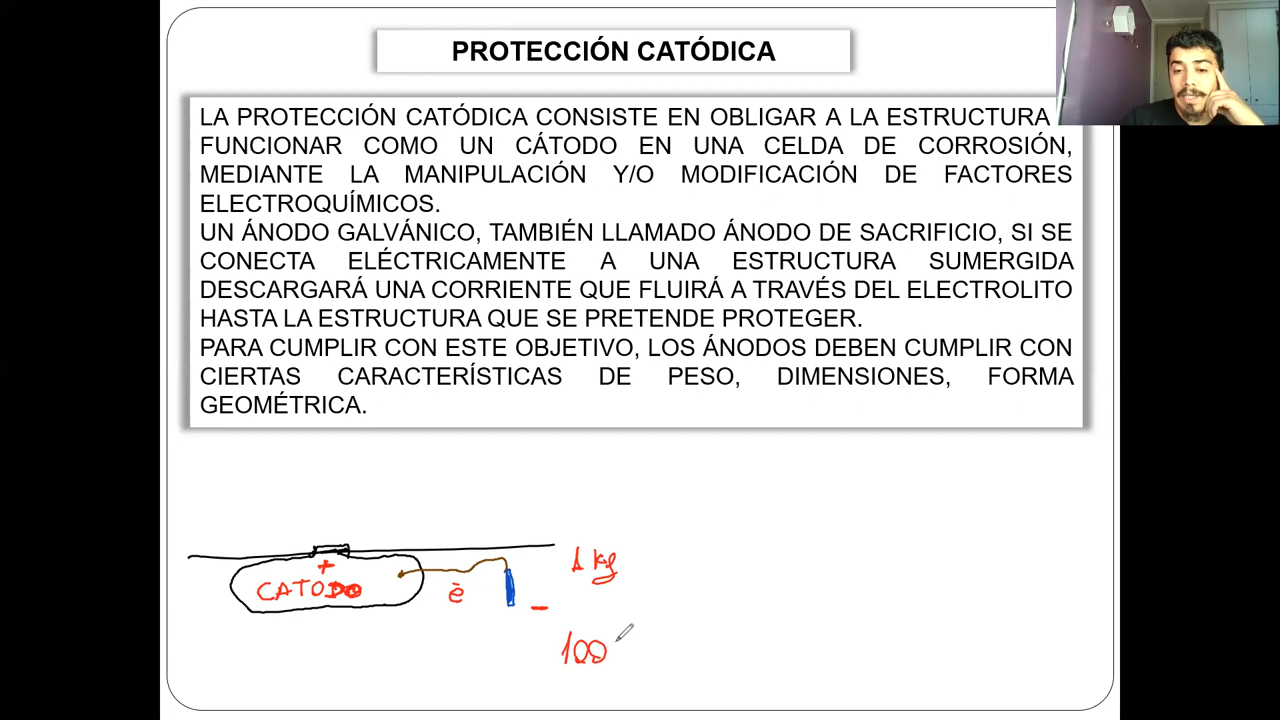 PROTECCIÓN CATÓDICA
LA PROTECCIÓN CATÓDICA CONSISTE EN OBLIGAR A LA ESTRUCTURA
FUNCIONAR COMO UN CÁTODO EN UNA CELDA DE CORROSIÓN,
MEDIANTE LA MANIPULACIÓN Y/O MODIFICACIÓN DE FACTORES
ELECTROQUÍMICOS.
UN ÁNODO GALVÁNICO, TAMBIÉN LLAMADO ÁNODO DE SACRIFICIO, SI SE
CONECTA ELÉCTRICAMENTE A UNA ESTRUCTURA SUMERGIDA
DESCARGARÁ UNA CORRIENTE QUE FLUIRÁ A TRAVÉS DEL ELECTROLITO
HASTA LA ESTRUCTURA QUE SE PRETENDE PROTEGER.
PARA CUMPLIR CON ESTE OBJETIVO, LOS ÁNODOS DEBEN CUMPLIR CON
CIERTAS CARACTERÍSTICAS DE PESO, DIMENSIONES, FORMA
GEOMÉTRICA.
+
CATODO
è
-
1 Kg
100